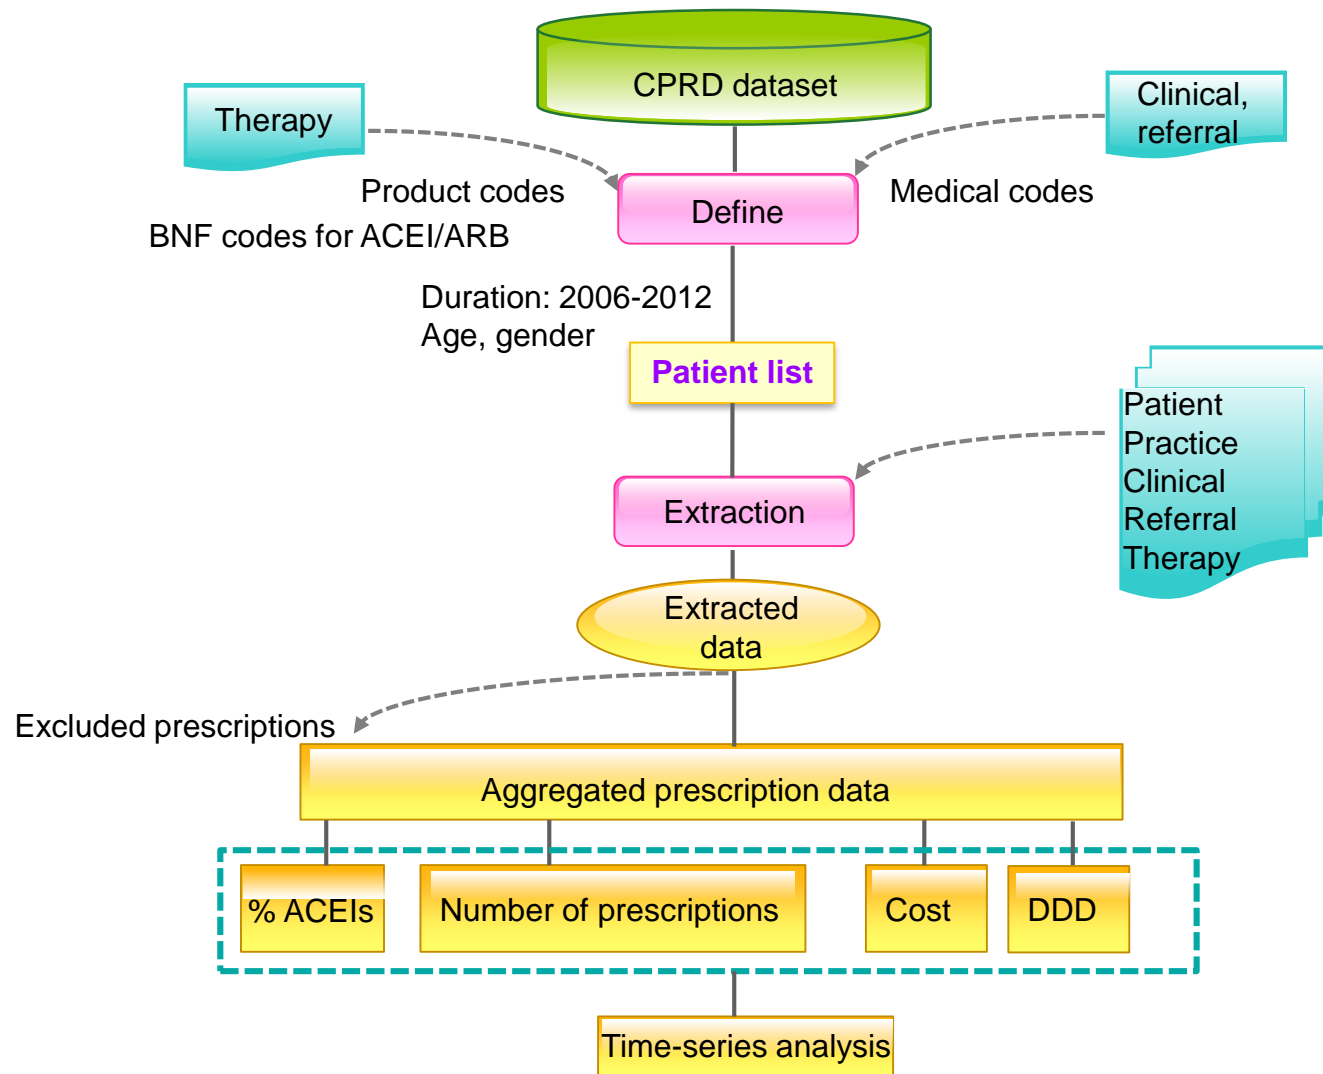 CPRD dataset
Therapy
Clinical,
referral
Product codes
BNF codes for ACEI/ARB
Define
Medical codes
Duration: 2006-2012
Age, gender
Patient list
Patient
Practice
Clinical
Referral
Therapy
Extraction
Extracted
data
Excluded prescriptions
Aggregated prescription data
% ACEIs
Number of prescriptions
Cost
DDD
Time-series analysis